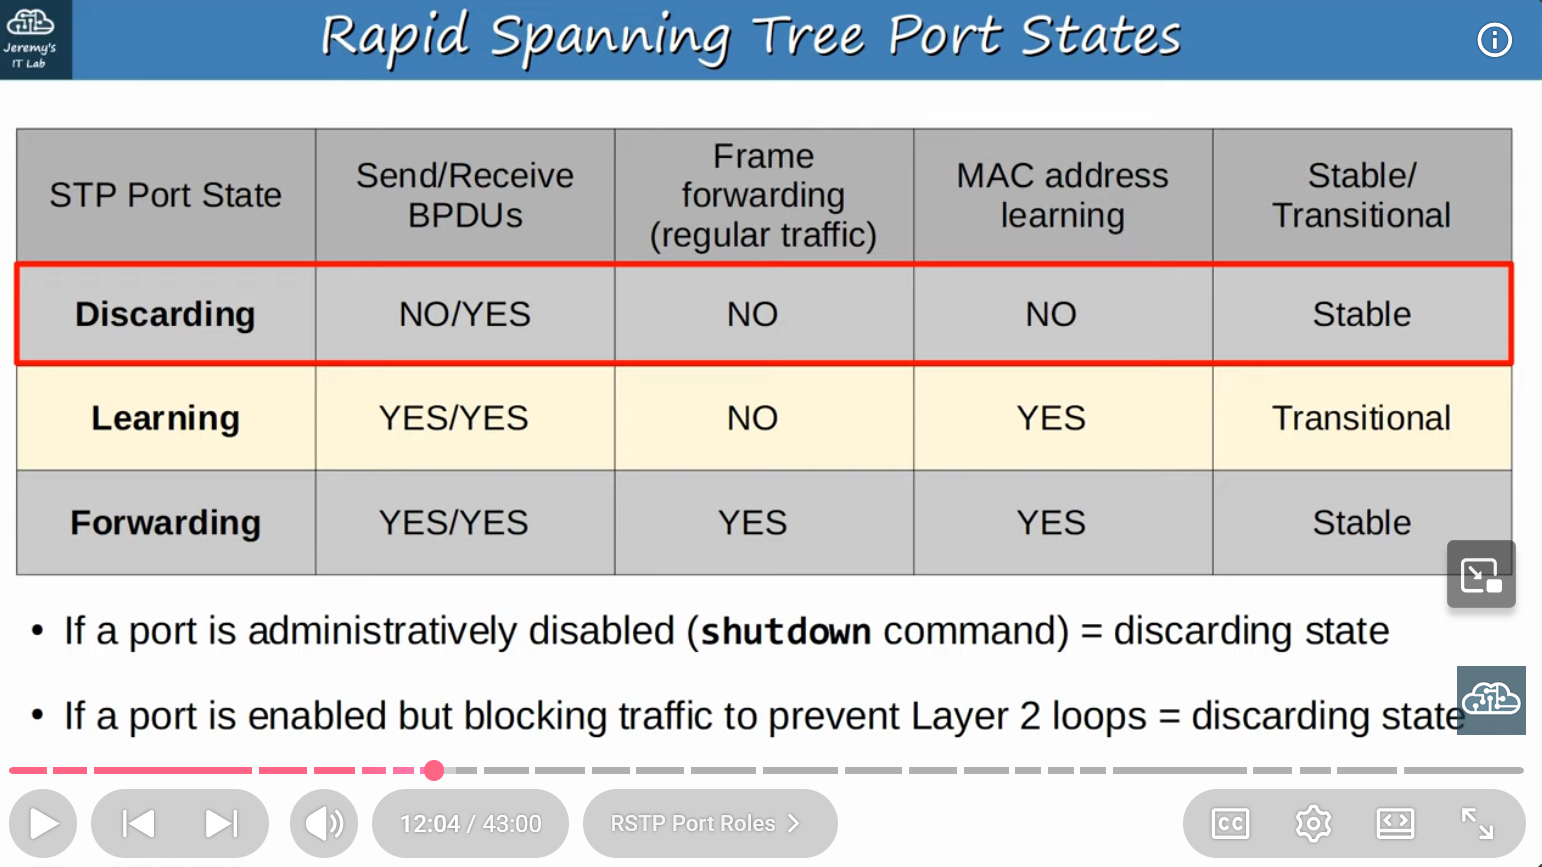 Jeremy's
IT Lab
Rapid Spanning Tree Port States
STP Port State
Send/Receive
BPDUs
Frame
forwarding
(regular traffic)
MAC address
learning
Stable/
Transitional
Discarding
NO/YES
NO
NO
Stable
Learning
YES/YES
NO
YES
Transitional
Forwarding
YES/YES
YES
YES
Stable
• If a port is administratively disabled (shutdown command) = discarding state
• If a port is enabled but blocking traffic to prevent Layer 2 loops = discarding state
12:04 / 43:00
RSTP Port Roles
CC